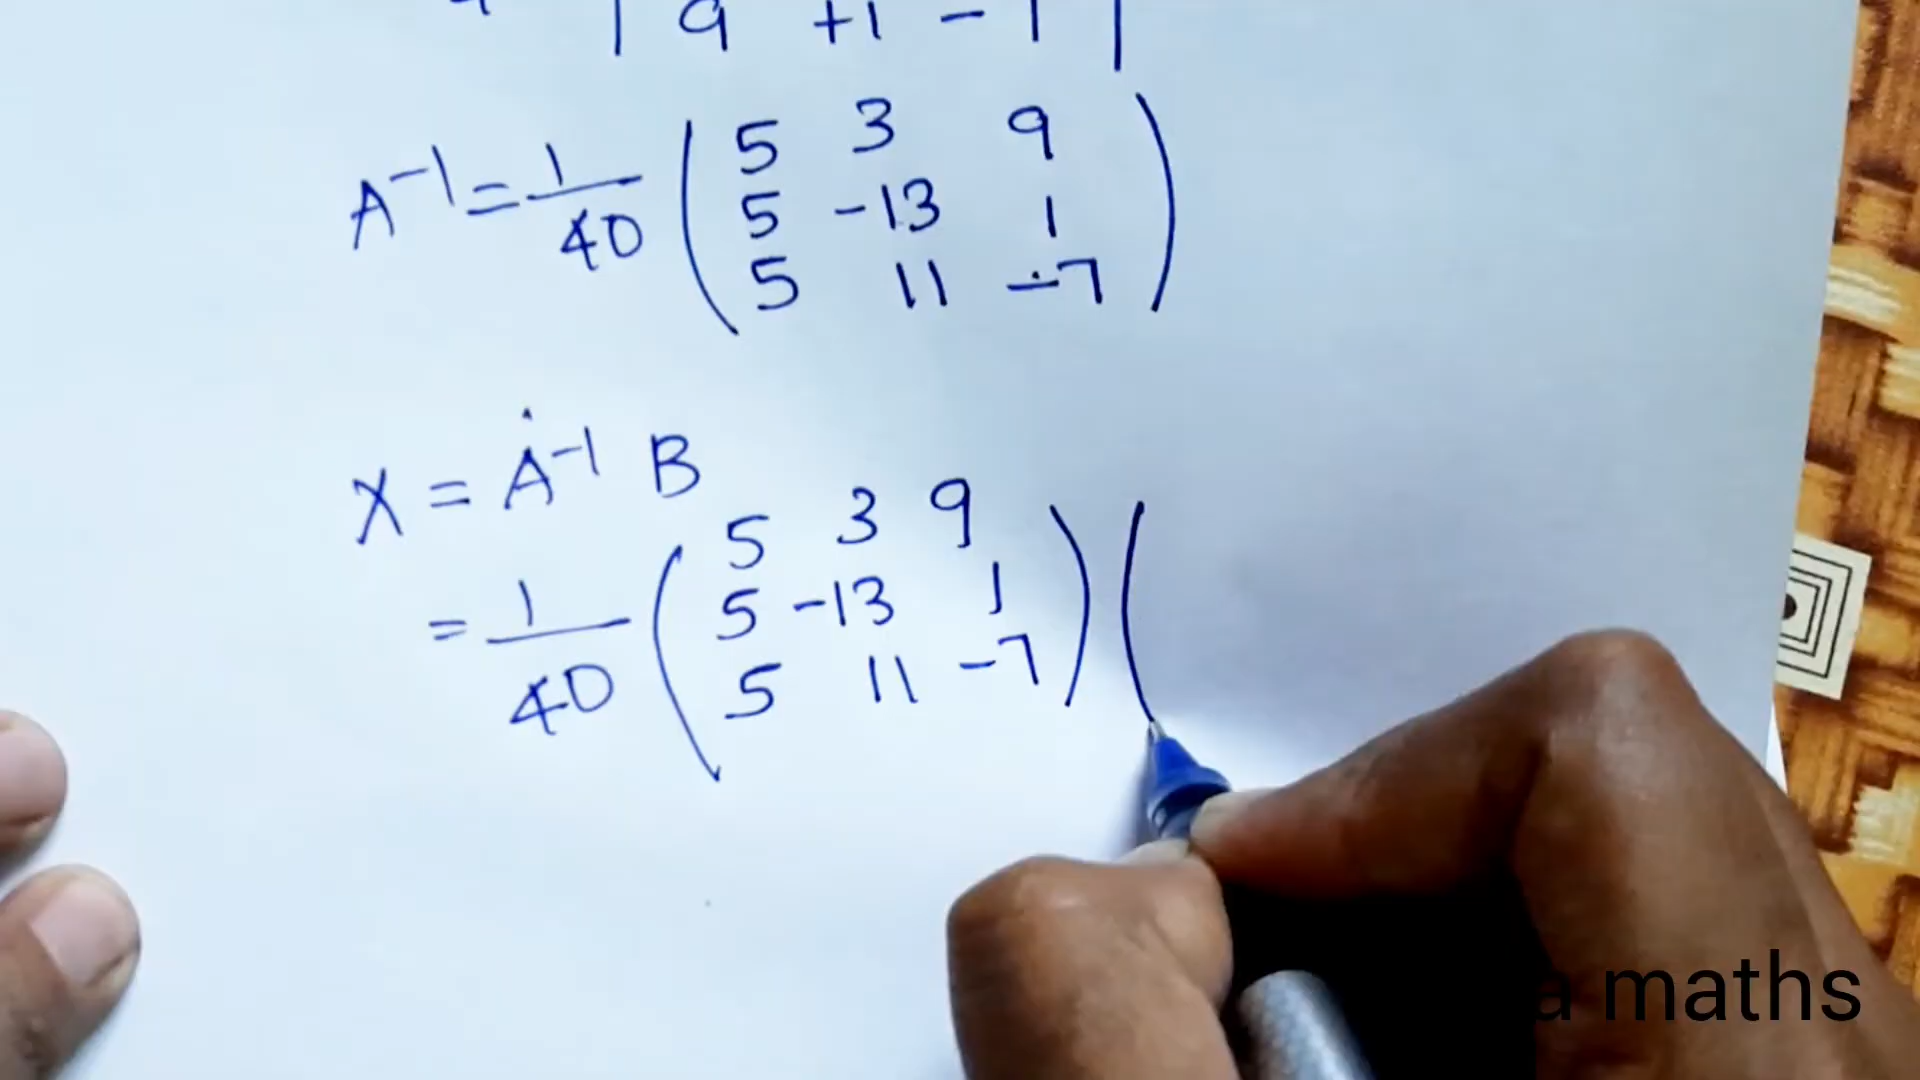 9 +1 -7
A⁻¹ = 1/40 ( 5 3 9
5 -13 1
5 11 -7 )
X = A⁻¹ B
= 1/40 ( 5 3 9
5 -13 1
5 11 -7 ) (
a maths